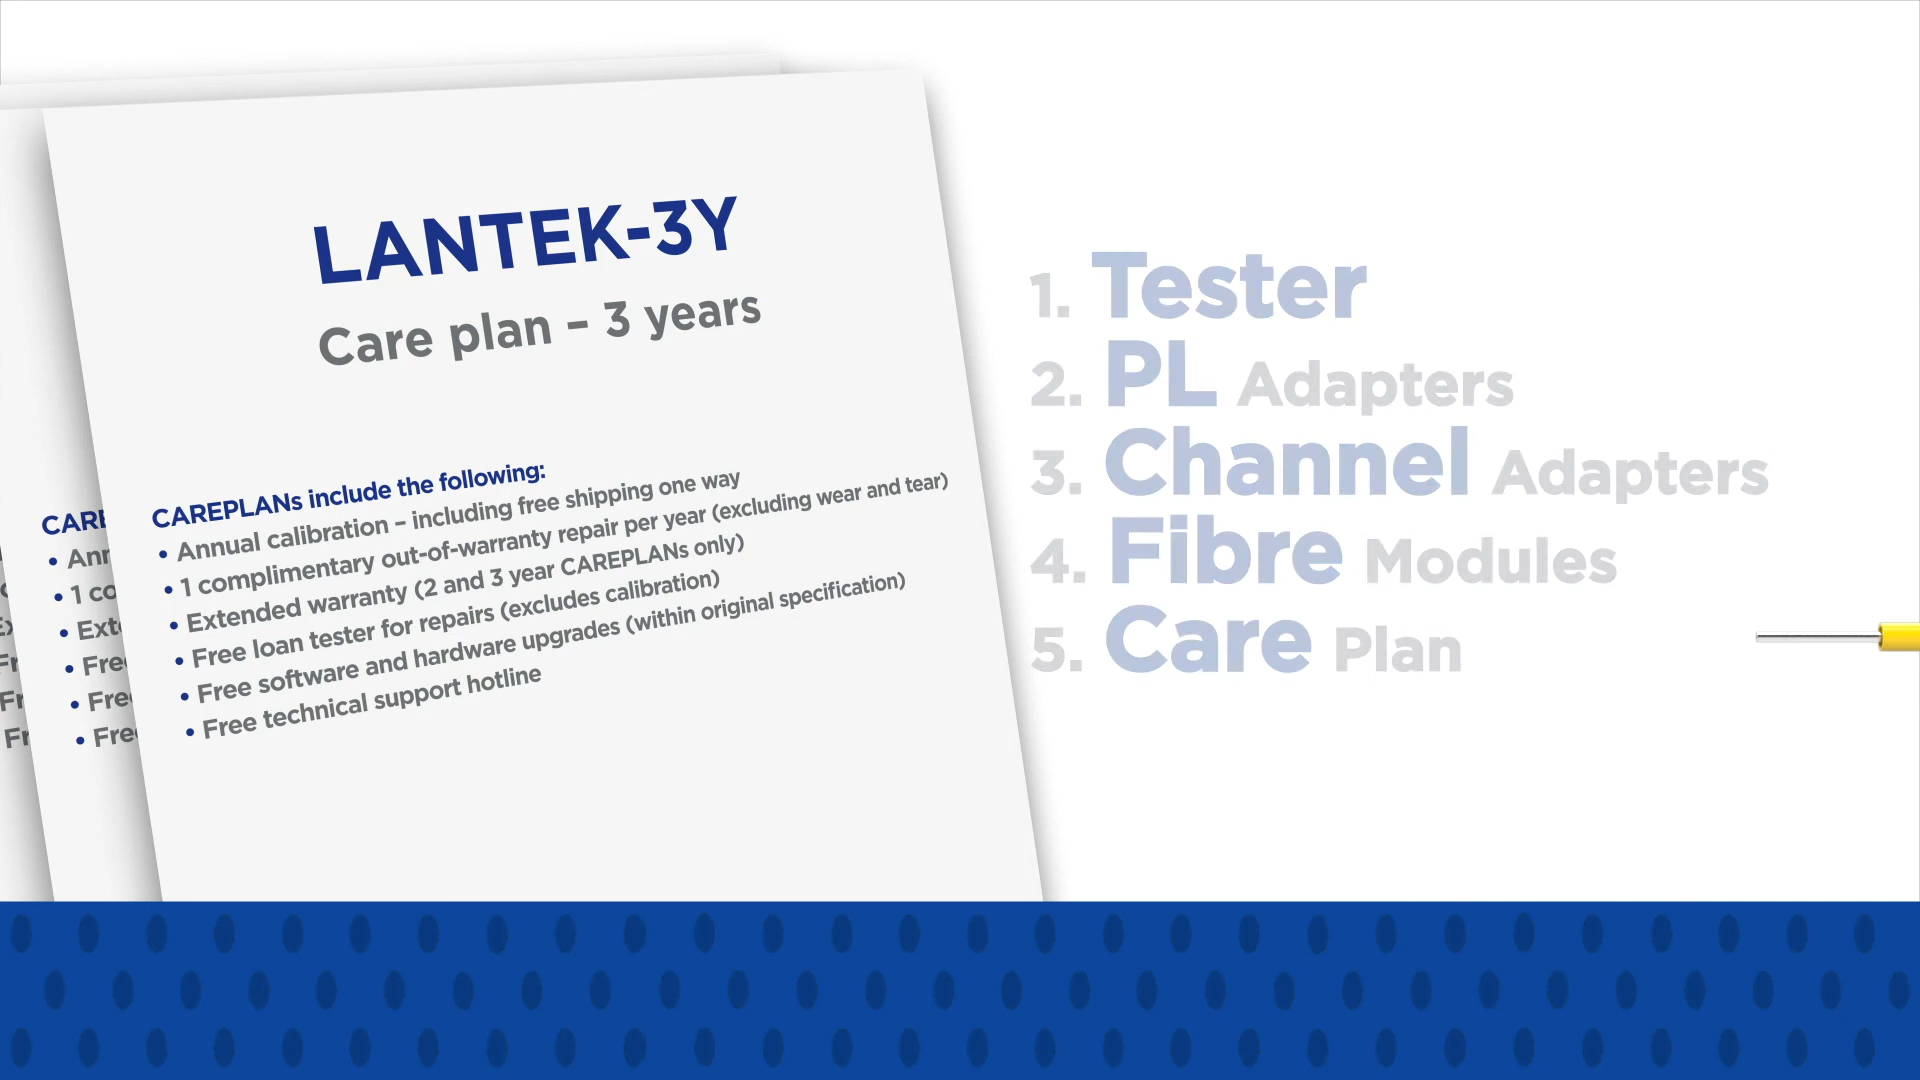 LANTEK-3Y
Care plan – 3 years
CAREPLANs include the following:
• Annual calibration – including free shipping one way
• 1 complimentary out-of-warranty repair per year (excluding wear and tear)
• Extended warranty (2 and 3 year CAREPLANs only)
• Free loan tester for repairs (excludes calibration)
• Free software and hardware upgrades (within original specification)
• Free technical support hotline
1. Tester
2. PL Adapters
3. Channel Adapters
4. Fibre Modules
5. Care Plan